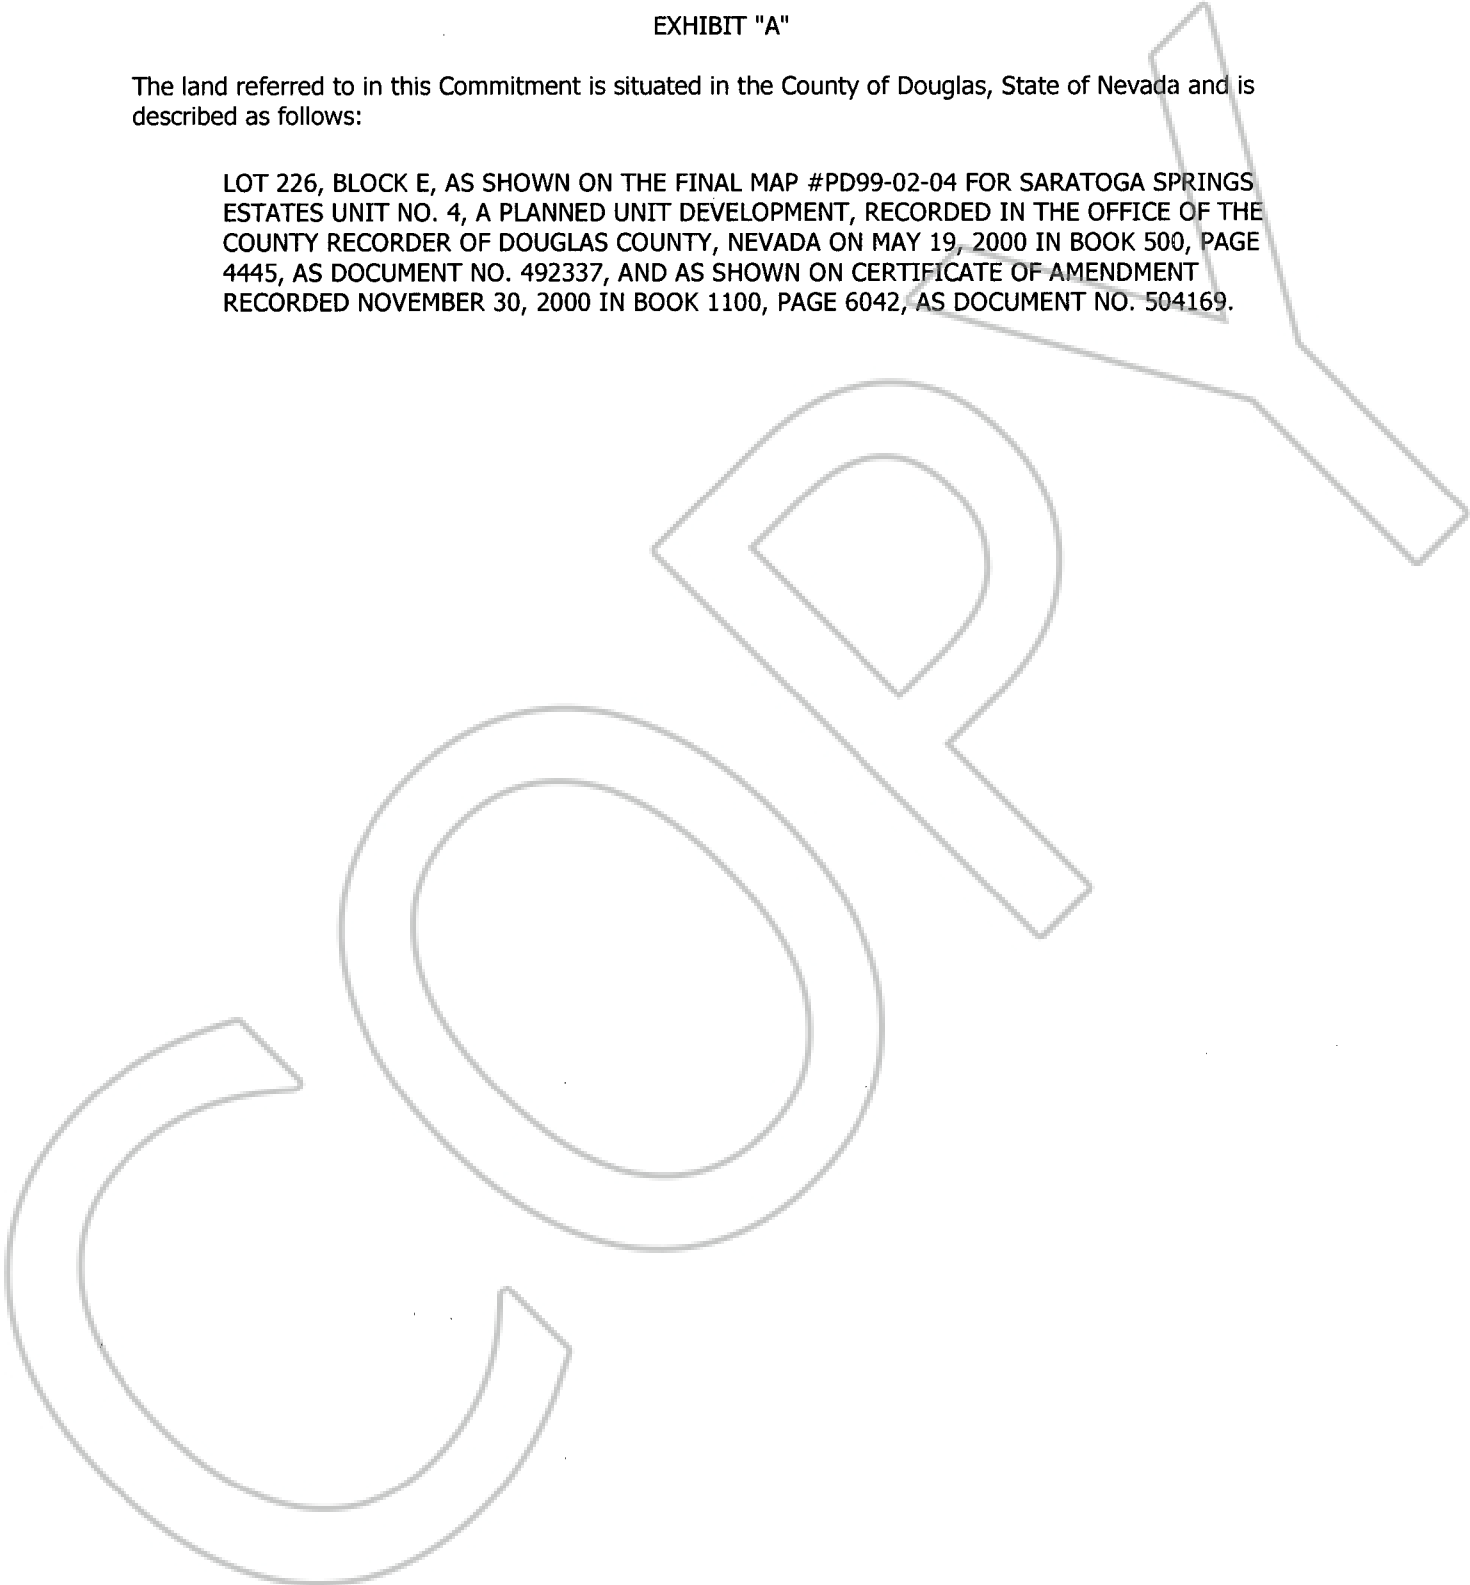 EXHIBIT "A"
The land referred to in this Commitment is situated in the County of Douglas, State of Nevada and is
described as follows:
LOT 226, BLOCK E, AS SHOWN ON THE FINAL MAP #PD99-02-04 FOR SARATOGA SPRINGS
ESTATES UNIT NO. 4, A PLANNED UNIT DEVELOPMENT, RECORDED IN THE OFFICE OF THE
COUNTY RECORDER OF DOUGLAS COUNTY, NEVADA ON MAY 19, 2000 IN BOOK 500, PAGE
4445, AS DOCUMENT NO. 492337, AND AS SHOWN ON CERTIFICATE OF AMENDMENT
RECORDED NOVEMBER 30, 2000 IN BOOK 1100, PAGE 6042, AS DOCUMENT NO. 504169.
COPY